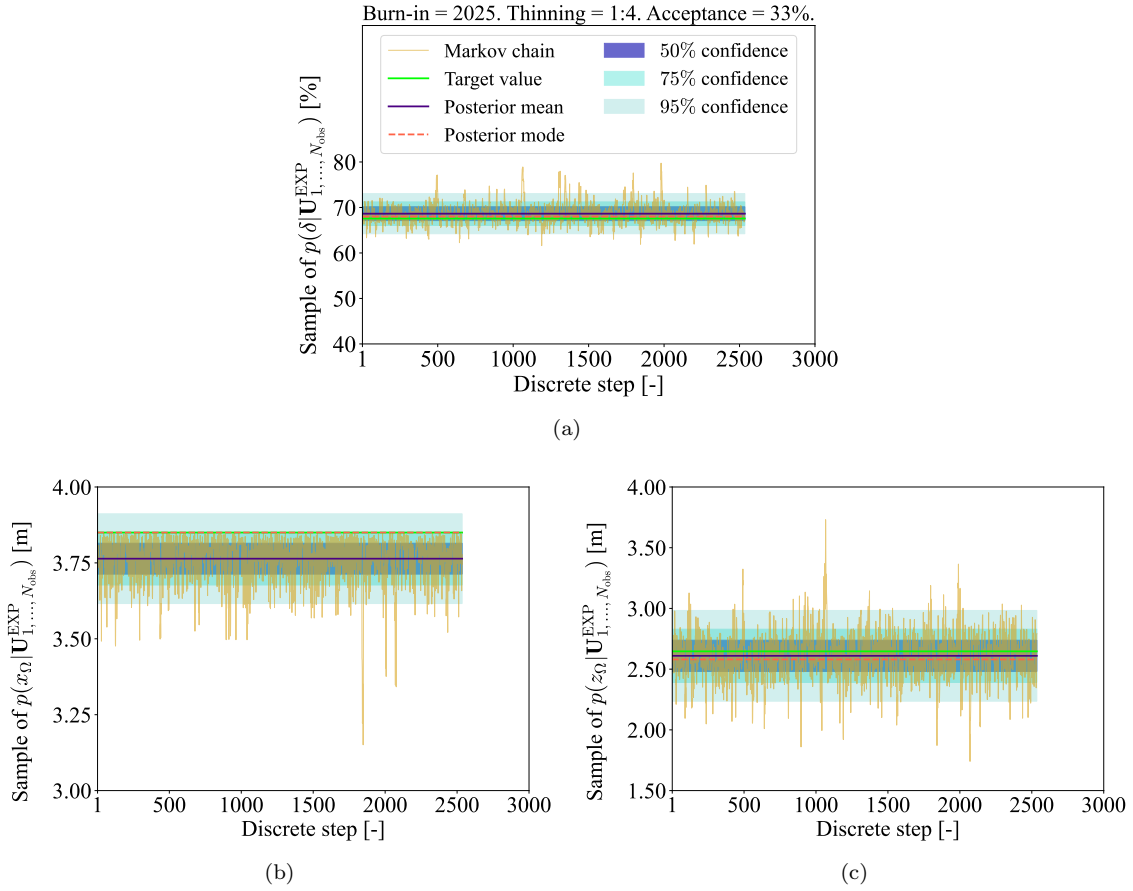 Burn-in = 2025. Thinning = 1:4. Acceptance = 33%.
Markov chain
Target value
Posterior mean
Posterior mode
50% confidence
75% confidence
95% confidence
Sample of p(δ|U^EXP_1,...,N_obs) [%]
80
70
60
50
40
1 500 1000 1500 2000 2500 3000
Discrete step [-]
(a)
Sample of p(x_Ω|U^EXP_1,...,N_obs) [m]
4.00
3.75
3.50
3.25
3.00
1 500 1000 1500 2000 2500 3000
Discrete step [-]
(b)
Sample of p(z_Ω|U^EXP_1,...,N_obs) [m]
4.00
3.50
3.00
2.50
2.00
1.50
1 500 1000 1500 2000 2500 3000
Discrete step [-]
(c)